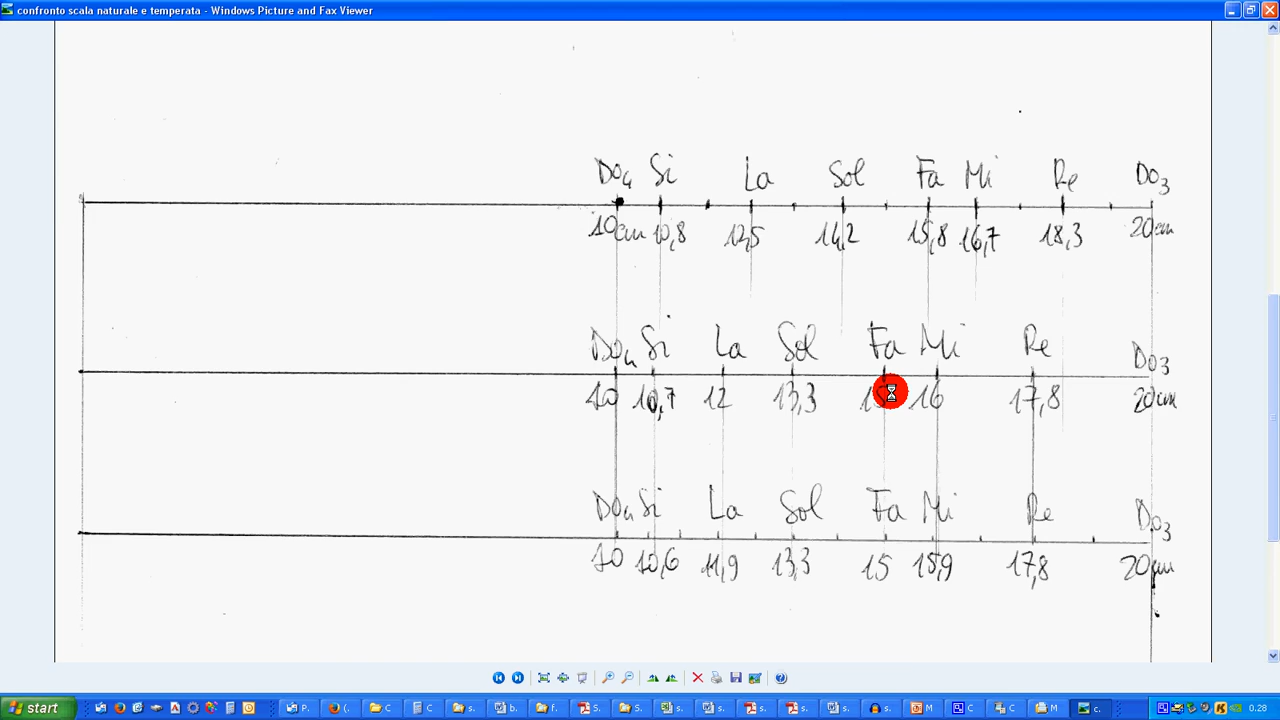 confronto scala naturale e temperata - Windows Picture and Fax Viewer
Do4 Si La Sol Fa Mi Re Do3
10cm 10,8 12,5 14,2 15,8 16,7 18,3 20cm
Do4 Si La Sol Fa Mi Re Do3
10 10,7 12 13,3 16 17,8 20cm
Do4 Si La Sol Fa Mi Re Do3
10 10,6 11,9 13,3 15 15,9 17,8 20cm
start P. (. C C s. b. f. S. S. s. s. s. s. s. M C C M c. 0.28